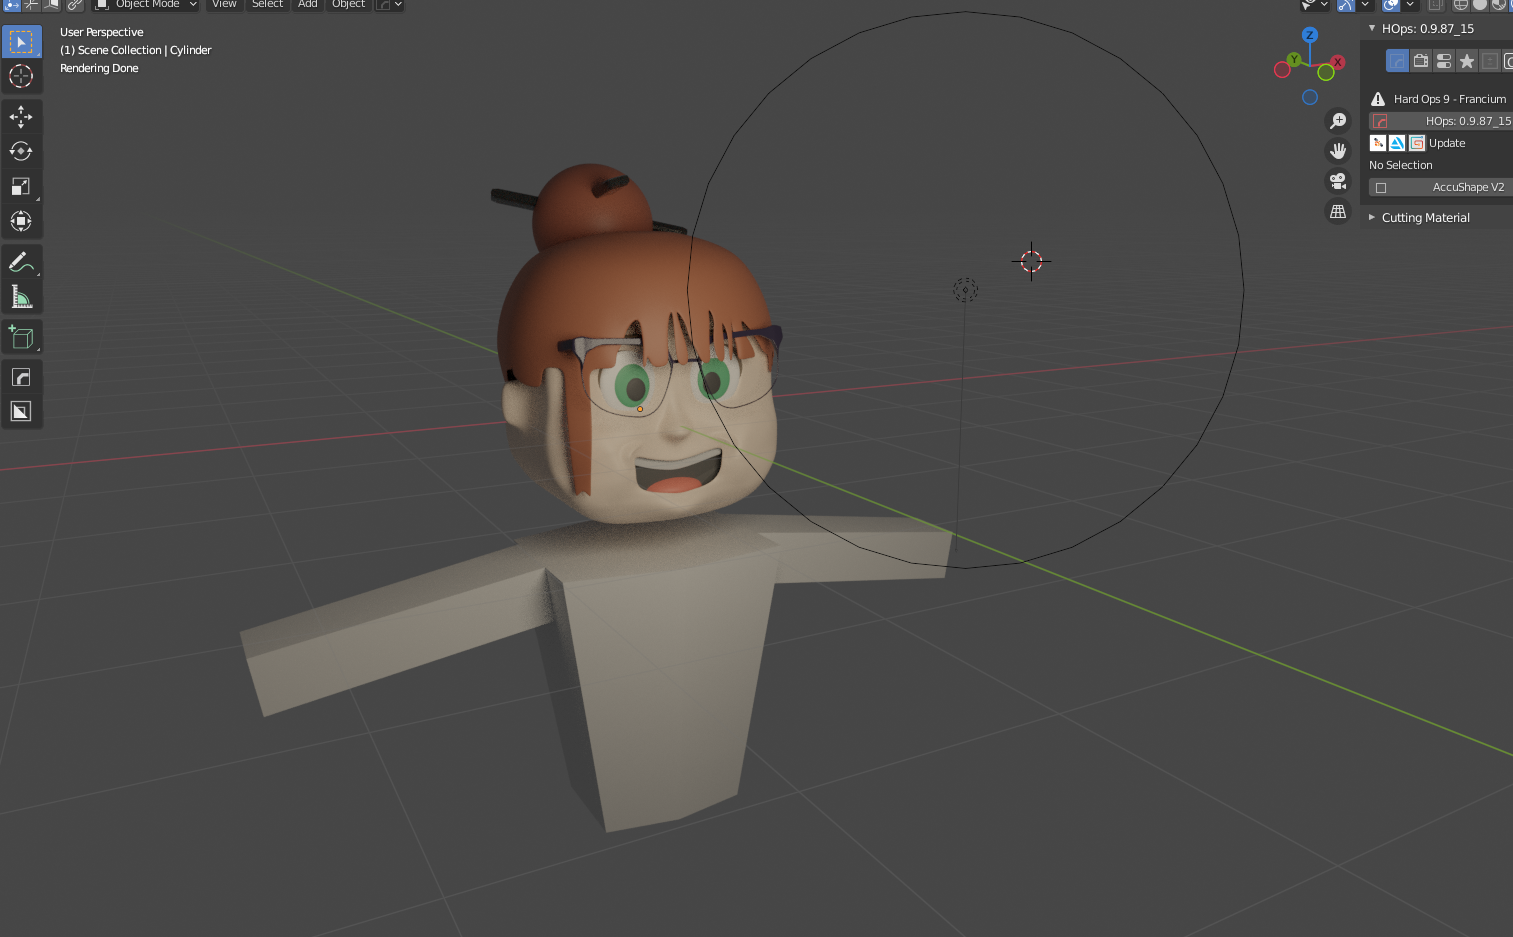 Object Mode View Select Add Object
User Perspective
(1) Scene Collection | Cylinder
Rendering Done
Z
Y
X
HOps: 0.9.87_15
Hard Ops 9 - Francium
HOps: 0.9.87_15
Update
No Selection
AccuShape V2
Cutting Material